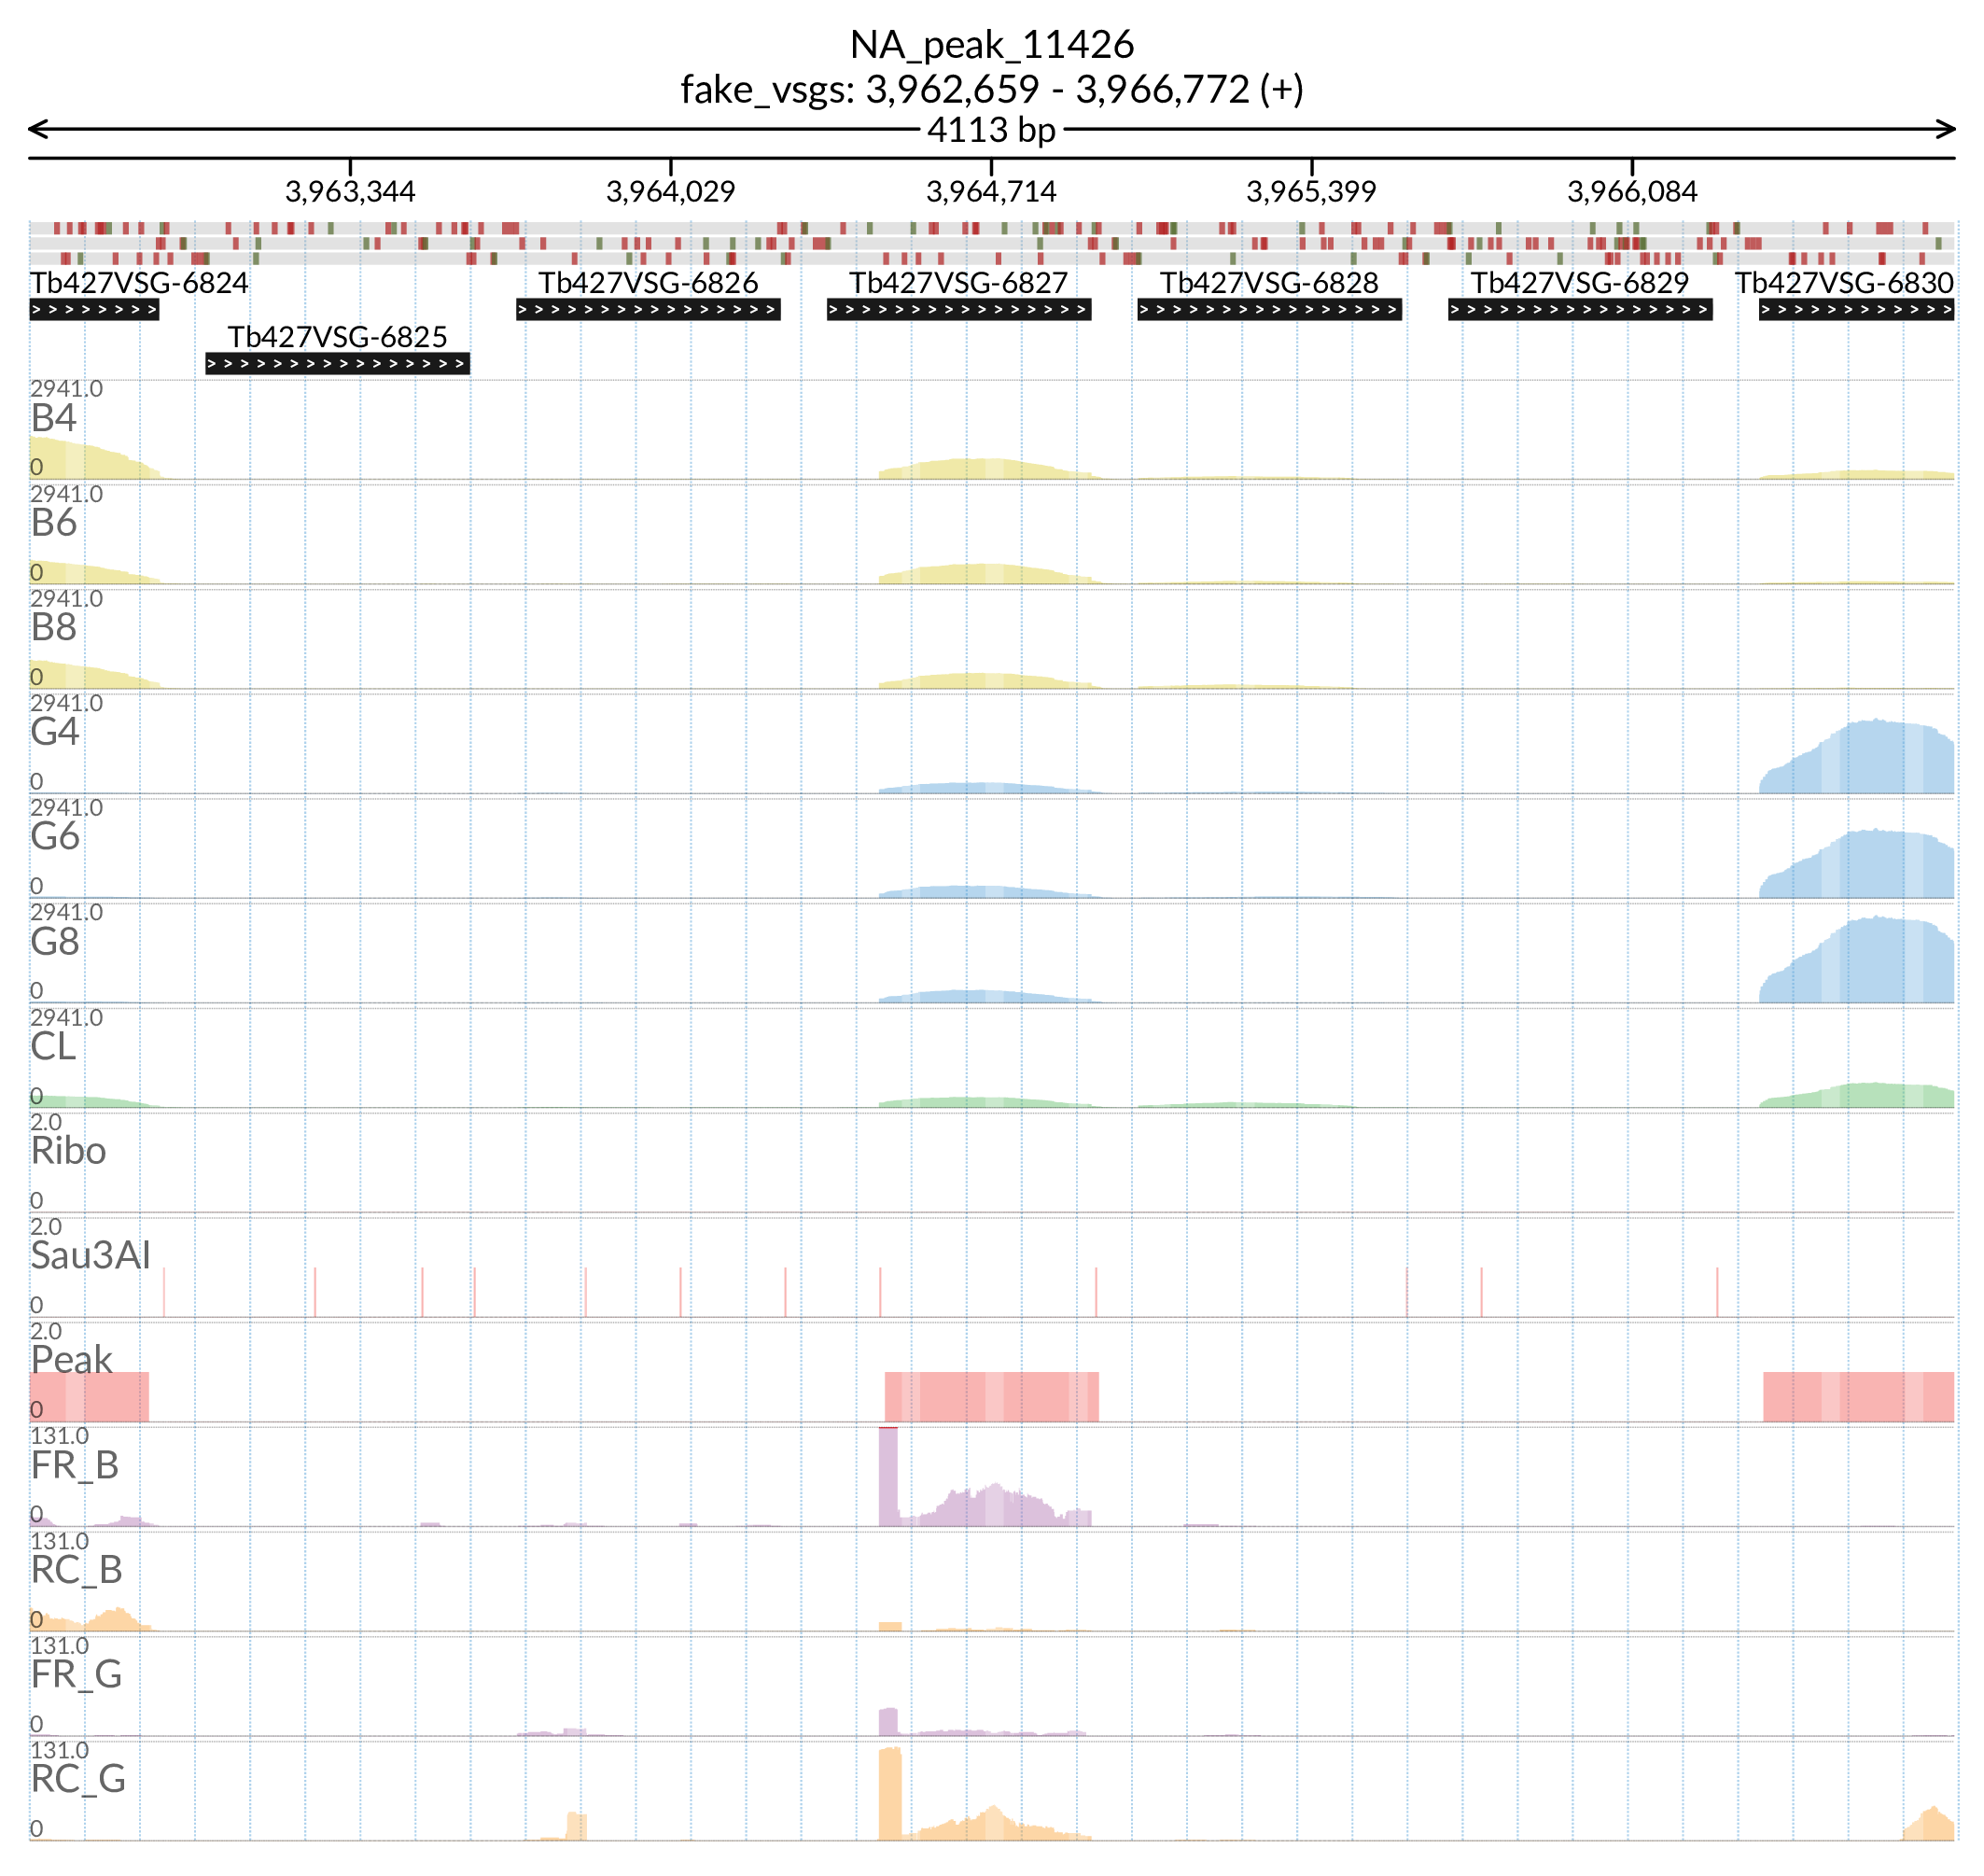 NA_peak_11426
fake_vsgs: 3,962,659 - 3,966,772 (+)
4113 bp
3,963,344 3,964,029 3,964,714 3,965,399 3,966,084
Tb427VSG-6824 Tb427VSG-6826 Tb427VSG-6827 Tb427VSG-6828 Tb427VSG-6829 Tb427VSG-6830
Tb427VSG-6825
2941.0
B4
0
2941.0
B6
0
2941.0
B8
0
2941.0
G4
0
2941.0
G6
0
2941.0
G8
0
2941.0
CL
0
2.0
Ribo
0
2.0
Sau3AI
0
2.0
Peak
0
131.0
FR_B
0
131.0
RC_B
0
131.0
FR_G
0
131.0
RC_G
0